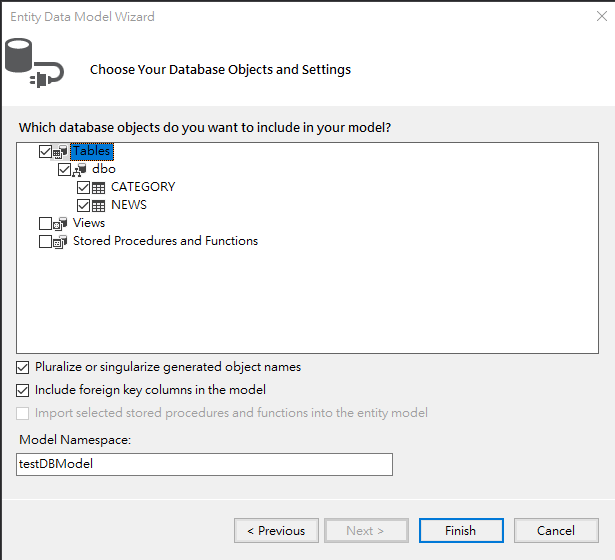 Entity Data Model Wizard
Choose Your Database Objects and Settings
Which database objects do you want to include in your model?
Tables
dbo
CATEGORY
NEWS
Views
Stored Procedures and Functions
Pluralize or singularize generated object names
Include foreign key columns in the model
Import selected stored procedures and functions into the entity model
Model Namespace:
testDBModel
< Previous
Next >
Finish
Cancel